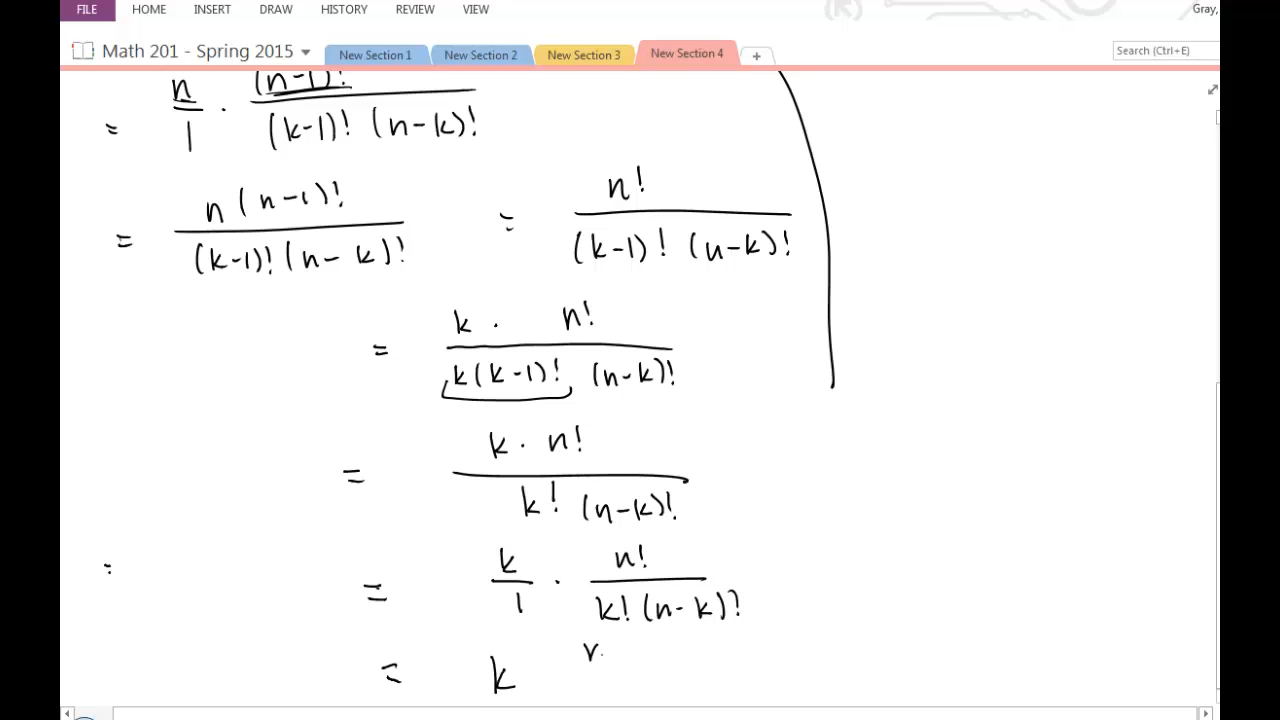 FILE HOME INSERT DRAW HISTORY REVIEW VIEW Gray,
Math 201 - Spring 2015 New Section 1 New Section 2 New Section 3 New Section 4 + Search (Ctrl+E)
= n/1 · (n-1)!/((k-1)! (n-k)!)
= n(n-1)!/((k-1)!(n-k)!) = n!/((k-1)! (n-k)!)
= k · n!/(k(k-1)! (n-k)!)
= k · n!/(k! (n-k)!)
= k/1 · n!/(k!(n-k)!)
= k